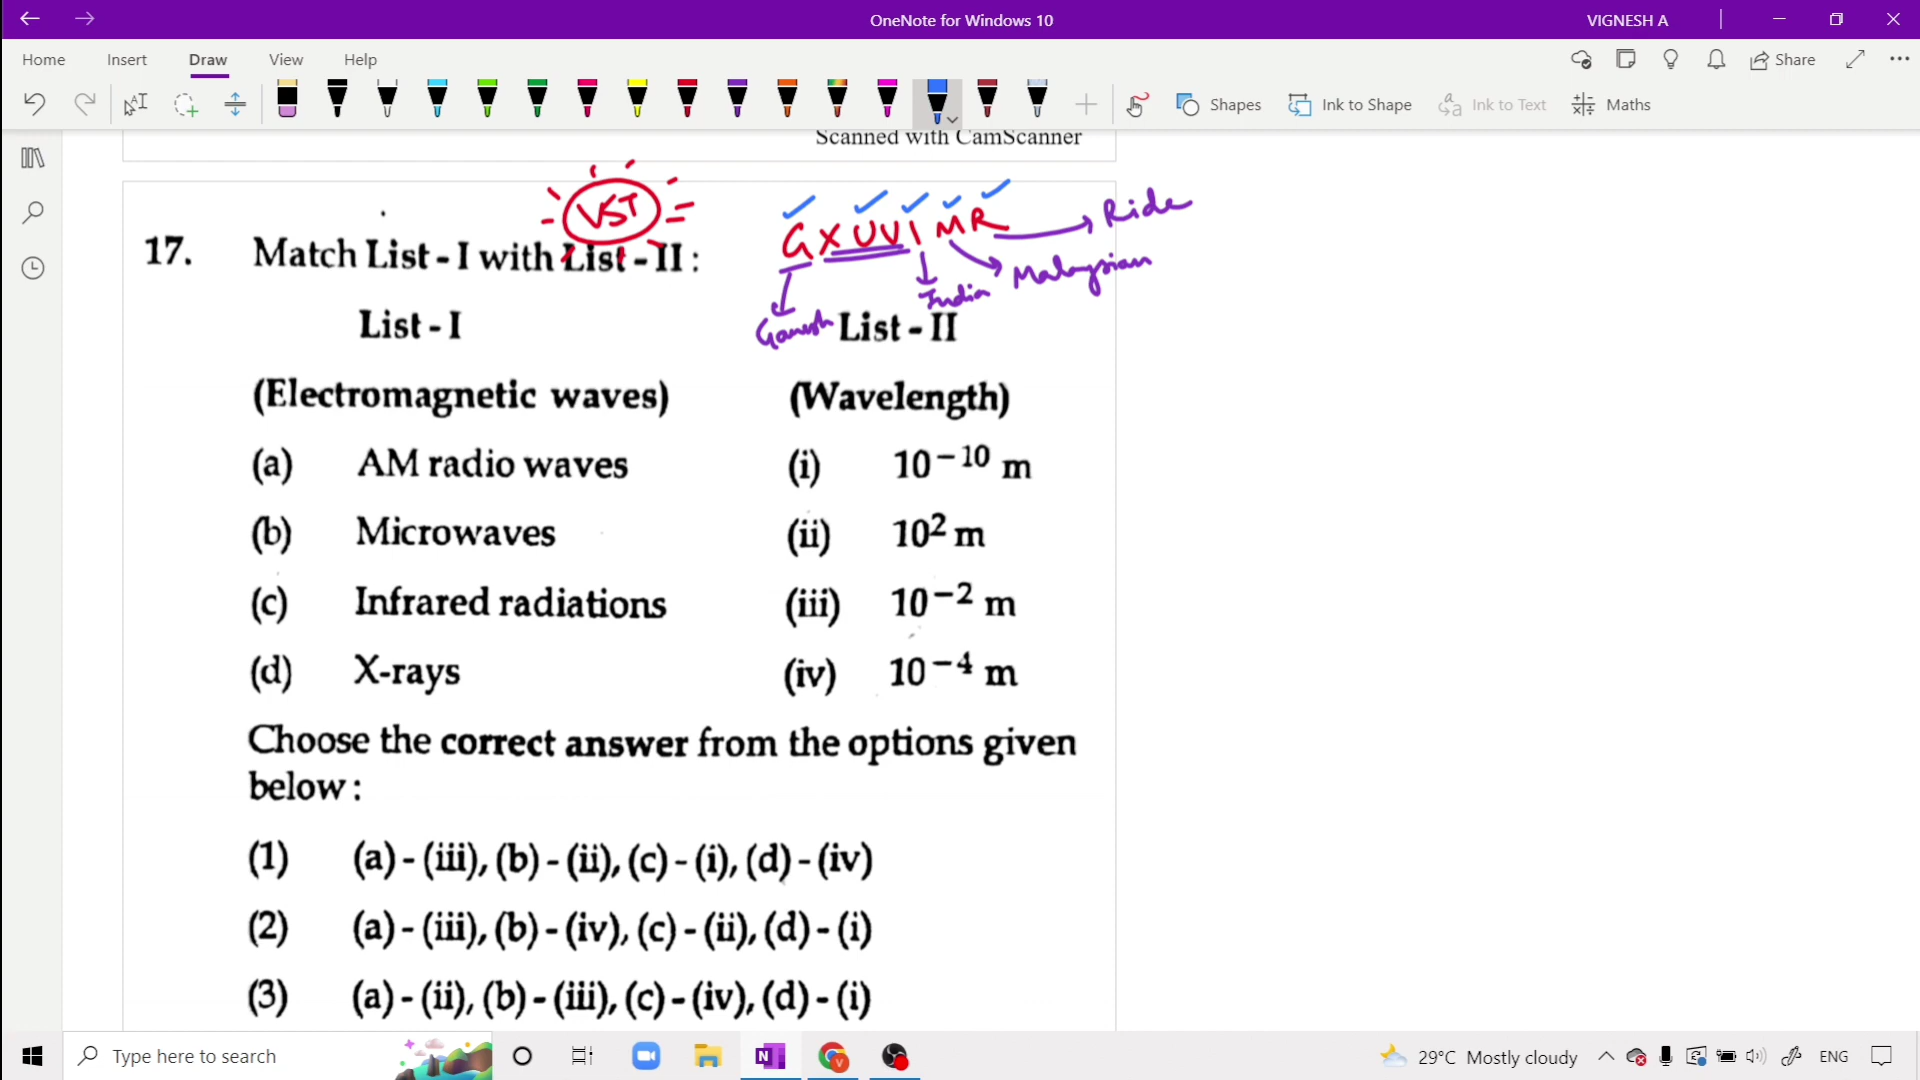 OneNote for Windows 10
VIGNESH A
Home Insert Draw View Help
Share
Shapes Ink to Shape Ink to Text Maths
Scanned with CamScanner
VST
G X U V I M R
Ride
Malaysian
India
Ganesh
17. Match List - I with List - II :
List - I List - II
(Electromagnetic waves) (Wavelength)
(a) AM radio waves (i) 10⁻¹⁰ m
(b) Microwaves (ii) 10² m
(c) Infrared radiations (iii) 10⁻² m
(d) X-rays (iv) 10⁻⁴ m
Choose the correct answer from the options given
below :
(1) (a) - (iii), (b) - (ii), (c) - (i), (d) - (iv)
(2) (a) - (iii), (b) - (iv), (c) - (ii), (d) - (i)
(3) (a) - (ii), (b) - (iii), (c) - (iv), (d) - (i)
Type here to search
29°C Mostly cloudy
ENG